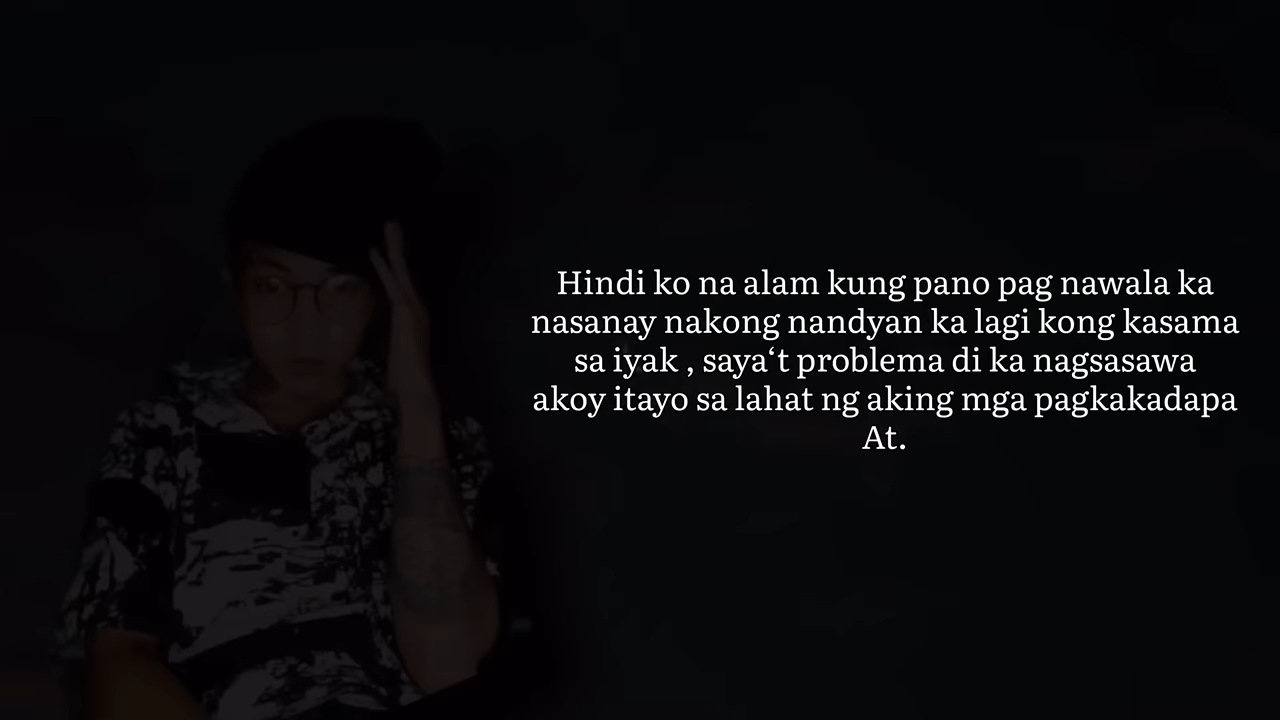 Hindi ko na alam kung pano pag nawala ka
nasanay nakong nandyan ka lagi kong kasama
sa iyak , saya‘t problema di ka nagsasawa
akoy itayo sa lahat ng aking mga pagkakadapa
At.